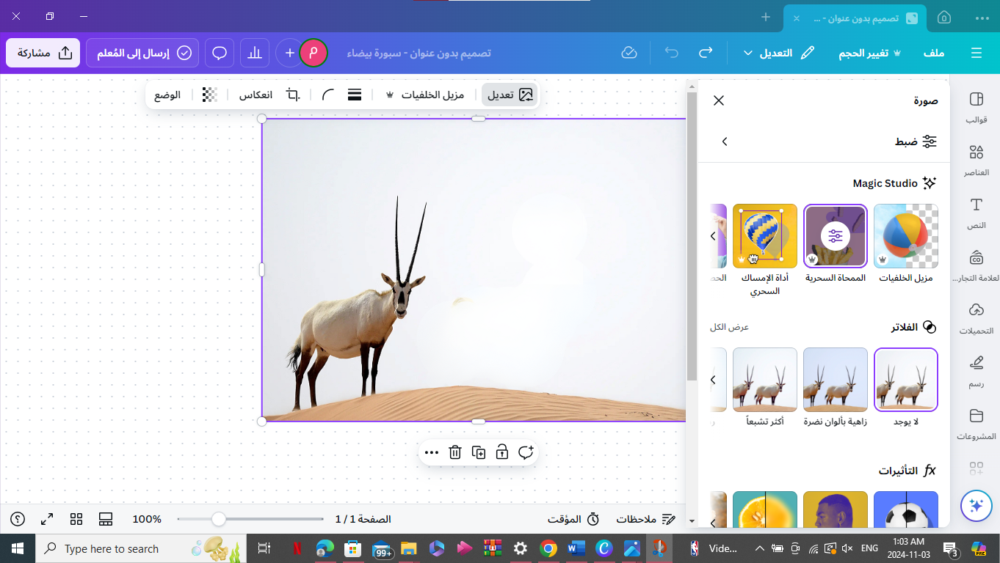 تصميم بدون عنوان - ...
ملف
تغيير الحجم
التعديل
تصميم بدون عنوان - سبورة بيضاء
P
إرسال إلى المُعلم
مشاركة
تعديل
مزيل الخلفيات
انعكاس
الوضع
صورة
ضبط
Magic Studio
مزيل الخلفيات
الممحاة السحرية
أداة الإمساك
السحري
الفلاتر
عرض الكل
لا يوجد
زاهية بألوان نضرة
أكثر تشبعاً
التأثيرات
قوالب
العناصر
النص
لعلامة التجار...
التحميلات
رسم
المشروعات
ملاحظات
المؤقت
الصفحة 1 / 1
100%
Type here to search
99+
Vide...
ENG
1:03 AM
2024-11-03
3
PRE